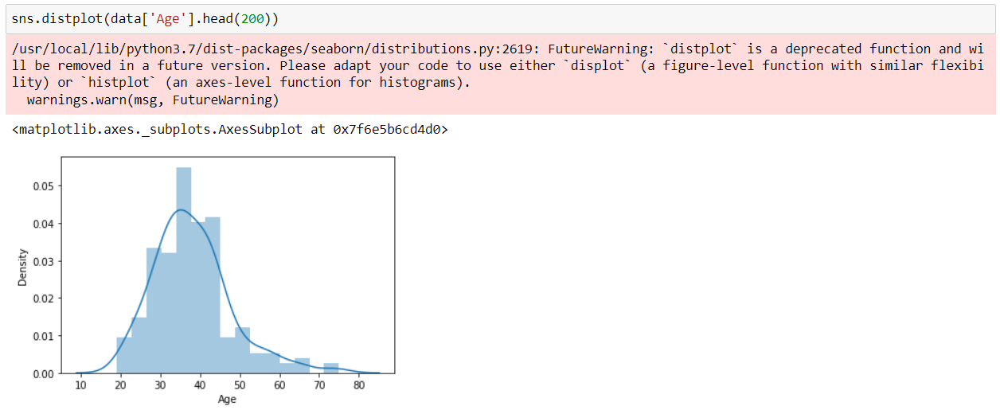 sns.distplot(data['Age'].head(200))
/usr/local/lib/python3.7/dist-packages/seaborn/distributions.py:2619: FutureWarning: `distplot` is a deprecated function and wi
ll be removed in a future version. Please adapt your code to use either `displot` (a figure-level function with similar flexibi
lity) or `histplot` (an axes-level function for histograms).
  warnings.warn(msg, FutureWarning)
<matplotlib.axes._subplots.AxesSubplot at 0x7f6e5b6cd4d0>
0.05
0.04
0.03
0.02
0.01
0.00
Density
10 20 30 40 50 60 70 80
Age